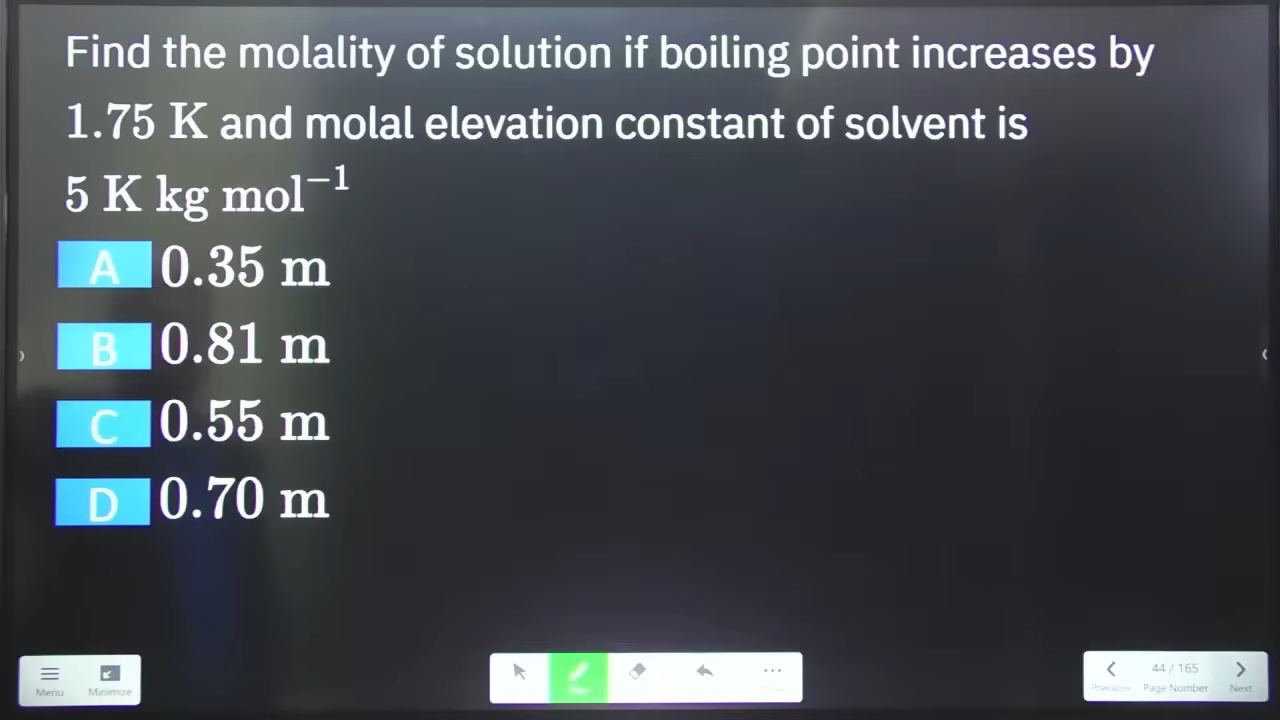 Find the molality of solution if boiling point increases by
1.75 K and molal elevation constant of solvent is
5 K kg mol⁻¹
A 0.35 m
B 0.81 m
C 0.55 m
D 0.70 m
Menu
Minimize
44 / 165
Previous Page Number Next